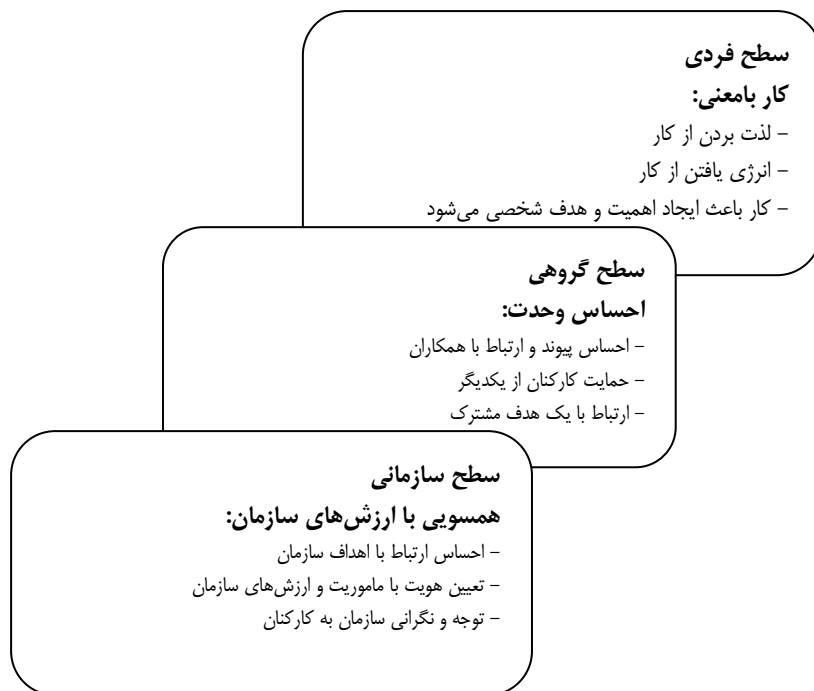 سطح فردی
کار بامعنی:
- لذت بردن از کار
- انرژی یافتن از کار
- کار باعث ایجاد اهمیت و هدف شخصی می‌شود
سطح گروهی
احساس وحدت:
- احساس پیوند و ارتباط با همکاران
- حمایت کارکنان از یکدیگر
- ارتباط با یک هدف مشترک
سطح سازمانی
همسویی با ارزش‌های سازمان:
- احساس ارتباط با اهداف سازمان
- تعیین هویت با ماموریت و ارزش‌های سازمان
- توجه و نگرانی سازمان به کارکنان